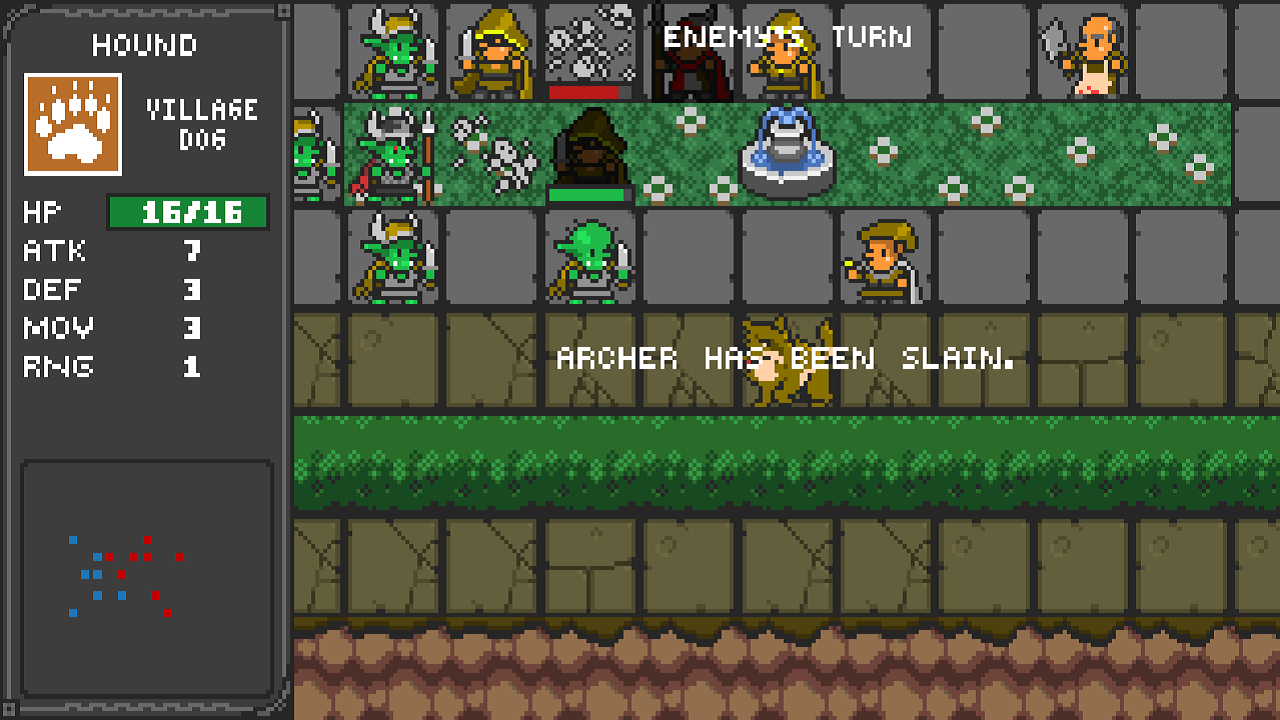 HOUND
VILLAGE
DOG
HP 16/16
ATK 7
DEF 3
MOV 3
RNG 1
ENEMY'S TURN
ARCHER HAS BEEN SLAIN.